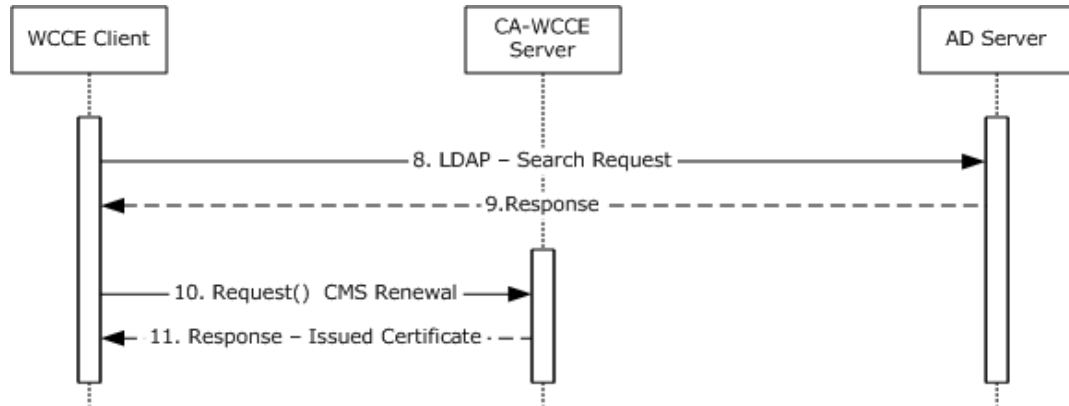 WCCE Client
CA-WCCE
Server
AD Server
8. LDAP – Search Request
9.Response
10. Request()  CMS Renewal
11. Response – Issued Certificate